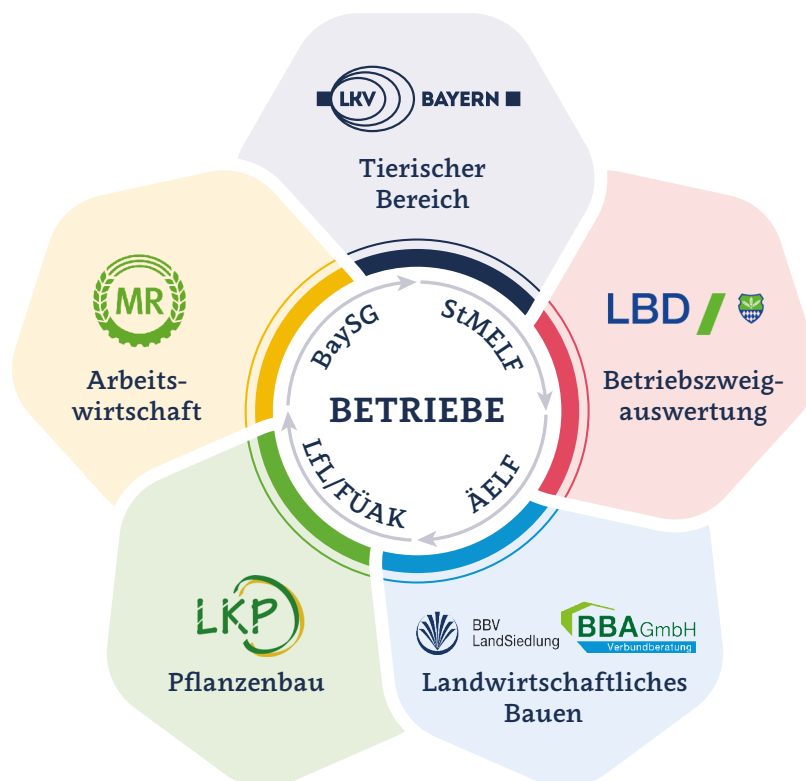 LKV BAYERN
Tierischer
Bereich
MR
Arbeits-
wirtschaft
LBD
Betriebszweig-
auswertung
BaySG
StMELF
BETRIEBE
LfL/FÜAK
ÄELF
LKP
Pflanzenbau
BBV
LandSiedlung
BBA GmbH
Verbundberatung
Landwirtschaftliches
Bauen